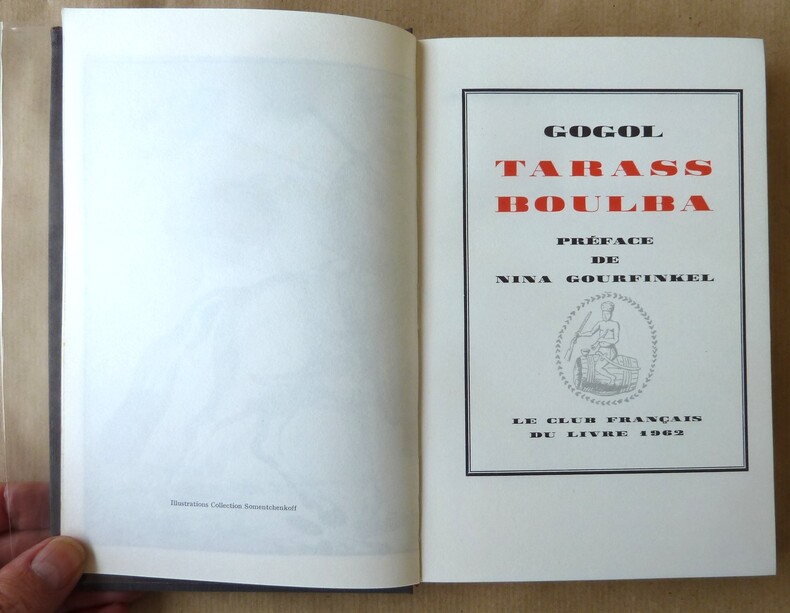 Illustrations Collection Somentchenkoff
GOGOL
TARASS
BOULBA
PRÉFACE
DE
NINA GOURFINKEL
LE CLUB FRANÇAIS
DU LIVRE 1962